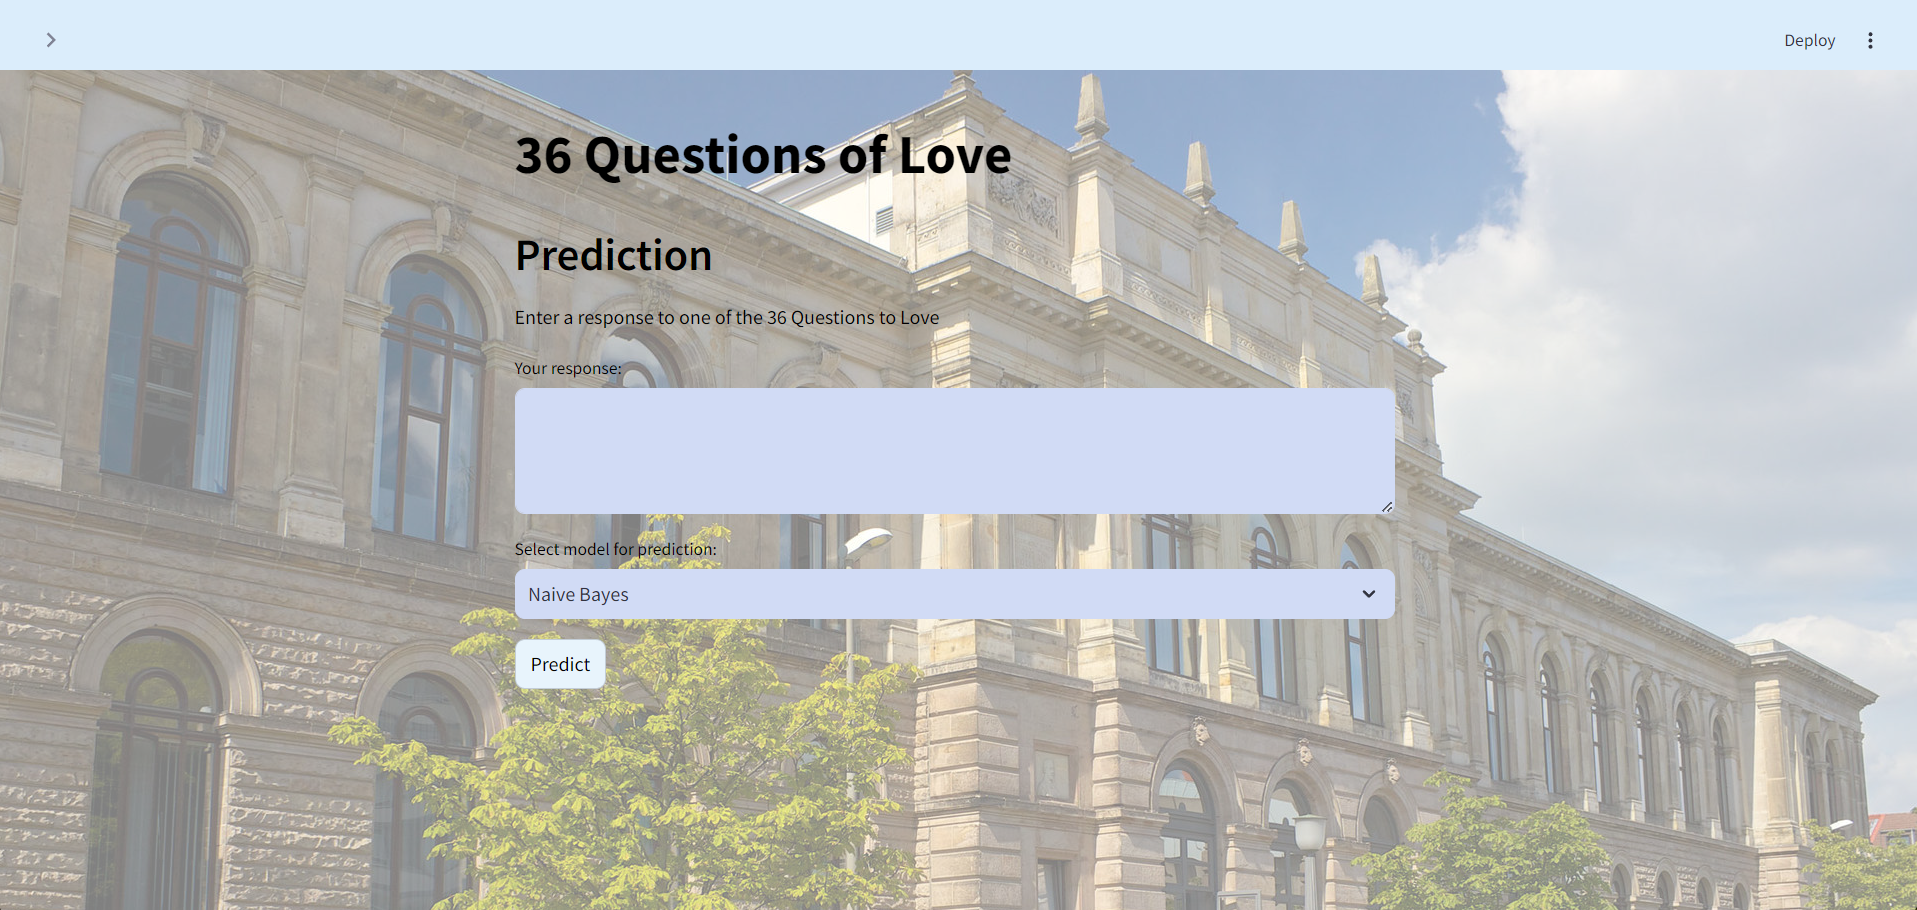 Deploy
36 Questions of Love
Prediction
Enter a response to one of the 36 Questions to Love
Your response:
Select model for prediction:
Naive Bayes
Predict